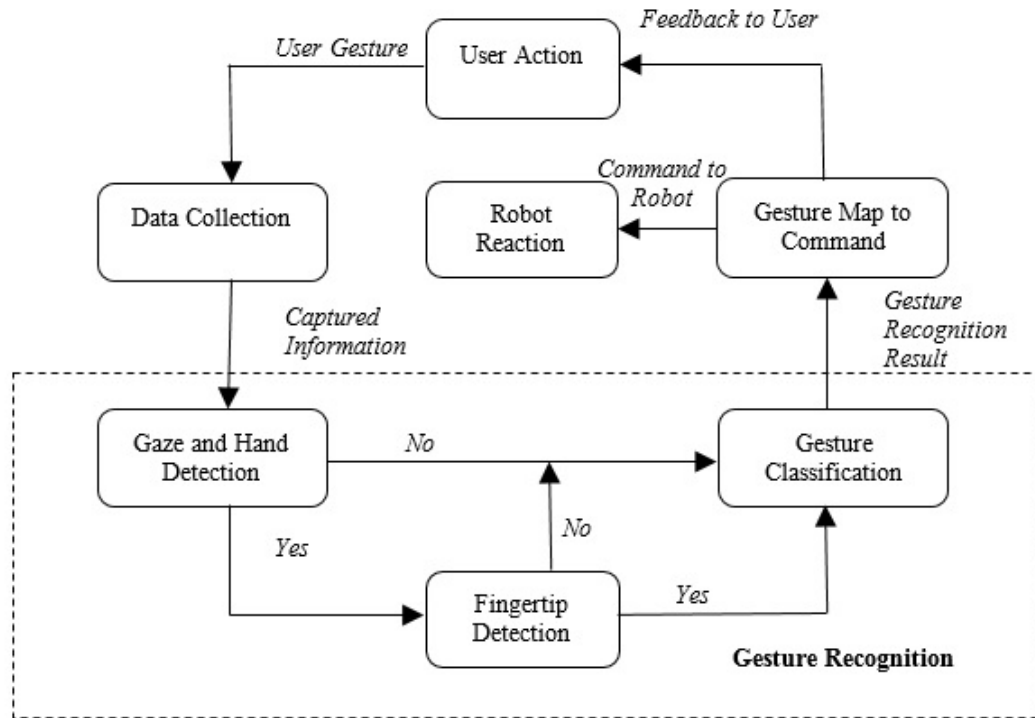 Feedback to User
User Gesture
User Action
Data Collection
Command to
Robot
Robot
Reaction
Gesture Map to
Command
Captured
Information
Gesture
Recognition
Result
Gaze and Hand
Detection
No
Gesture
Classification
Yes
No
Fingertip
Detection
Yes
Gesture Recognition